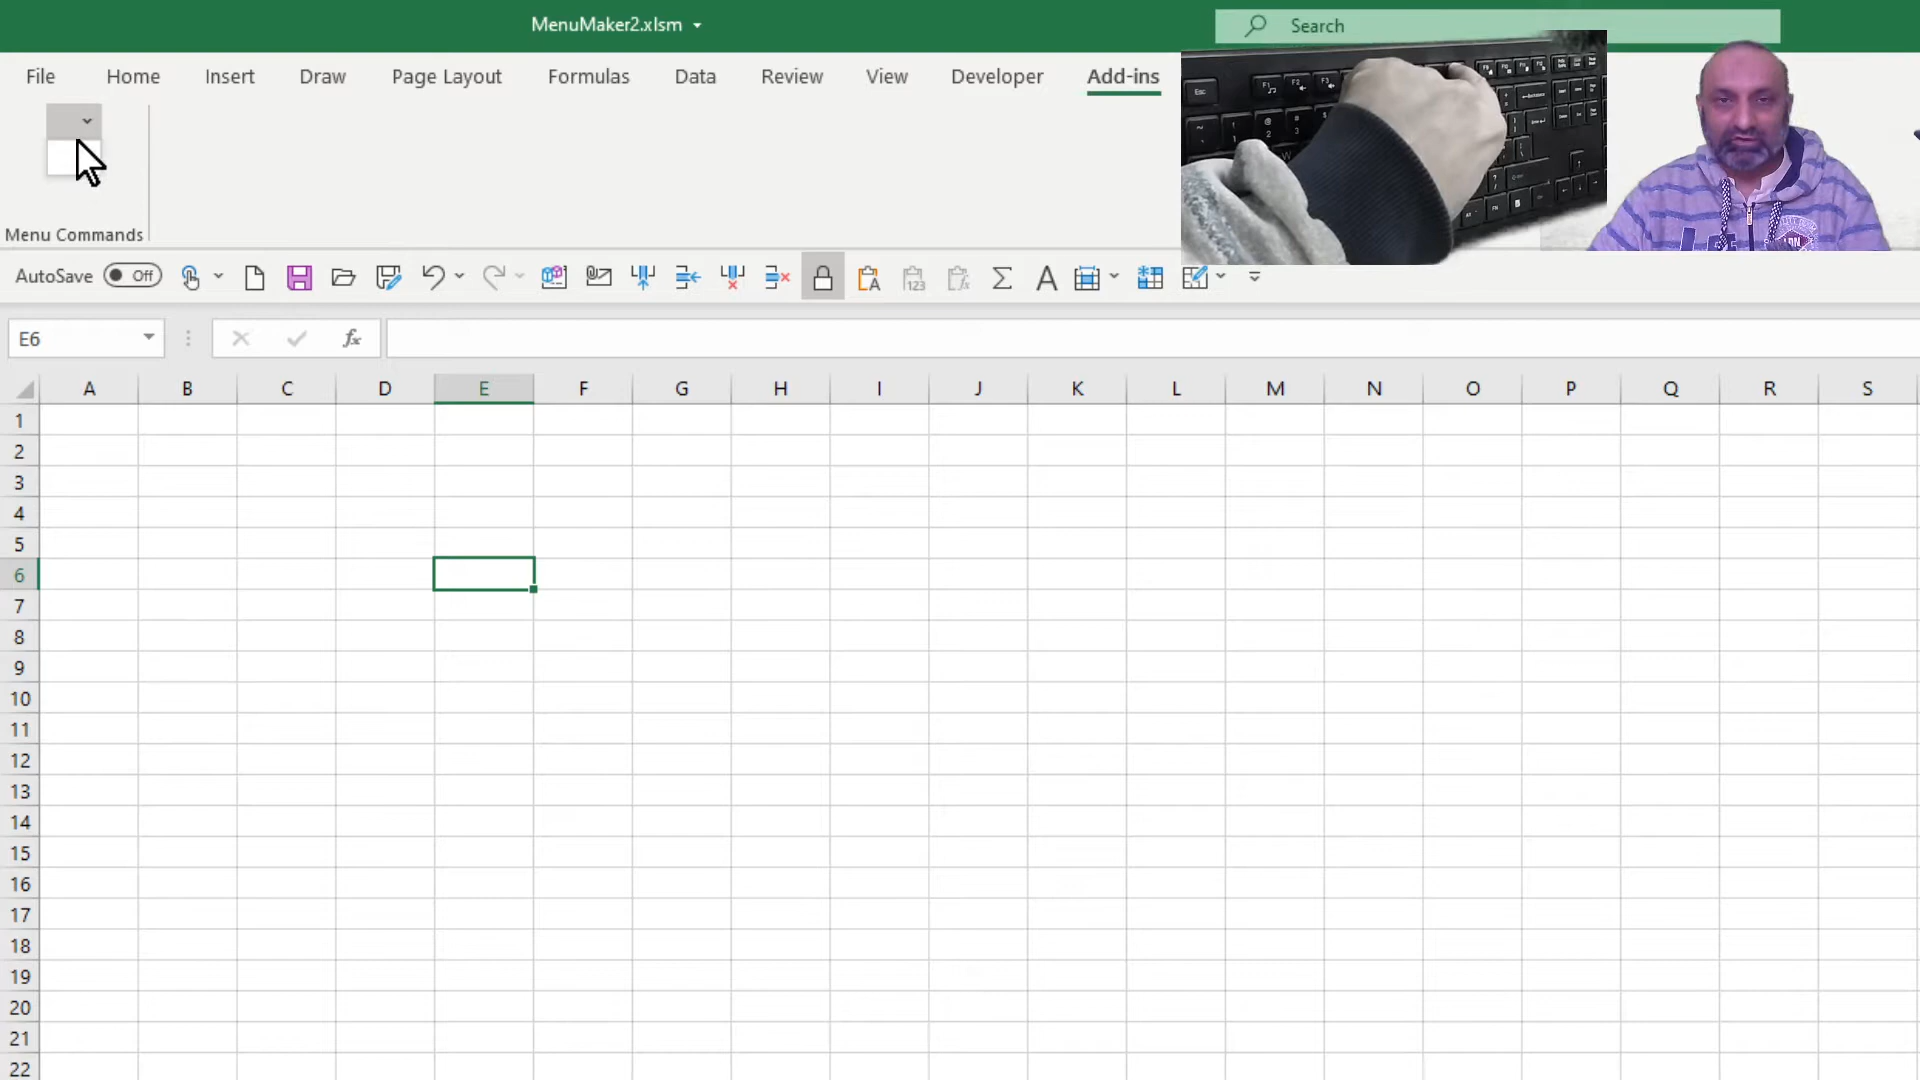 MenuMaker2.xlsm
Search
File Home Insert Draw Page Layout Formulas Data Review View Developer Add-ins
Menu Commands
AutoSave Off
E6
fx
A B C D E F G H I J K L M N O P Q R S
1
2
3
4
5
6
7
8
9
10
11
12
13
14
15
16
17
18
19
20
21
22